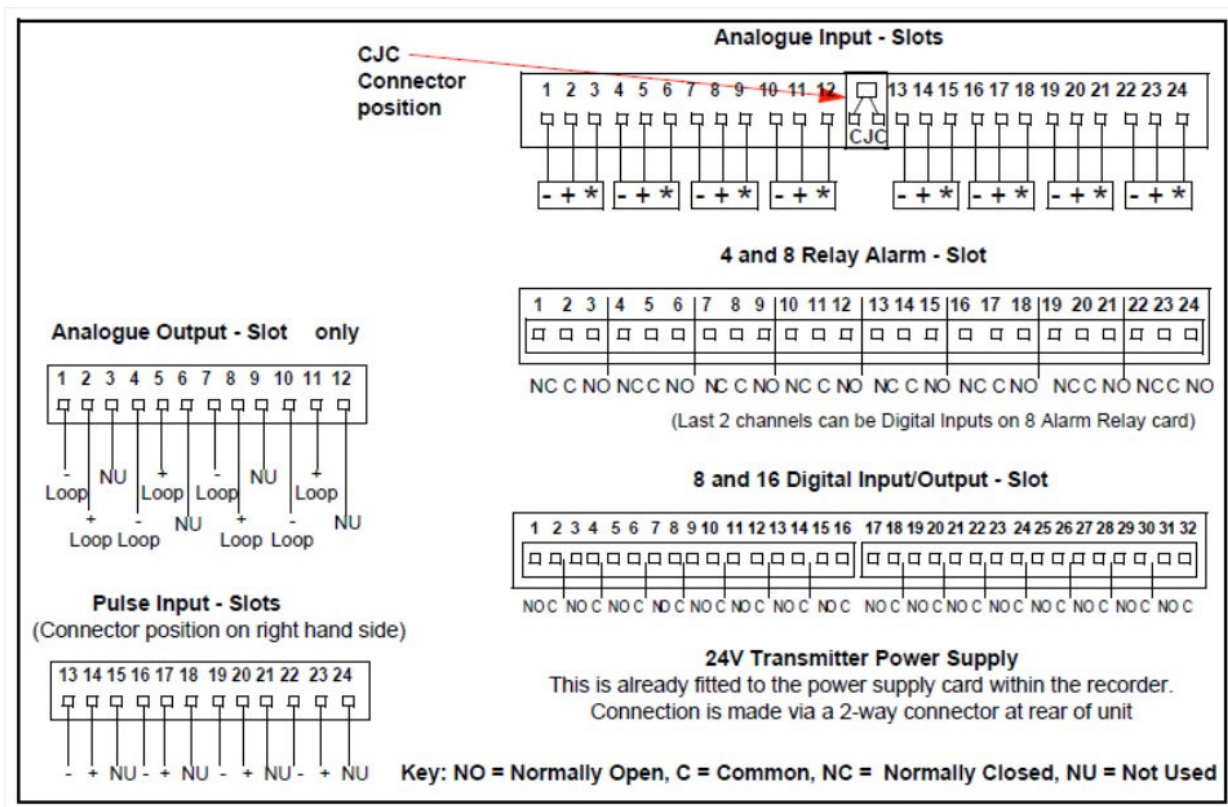 Analogue Input - Slots
CJC
Connector
position
1 2 3 4 5 6 7 8 9 10 11 12 13 14 15 16 17 18 19 20 21 22 23 24
CJC
- + * - + * - + * - + * - + * - + * - + * - + *
4 and 8 Relay Alarm - Slot
1 2 3 4 5 6 7 8 9 10 11 12 13 14 15 16 17 18 19 20 21 22 23 24
NC C NO NC C NO NC C NO NC C NO NC C NO NC C NO NC C NO NC C NO
(Last 2 channels can be Digital Inputs on 8 Alarm Relay card)
8 and 16 Digital Input/Output - Slot
1 2 3 4 5 6 7 8 9 10 11 12 13 14 15 16 17 18 19 20 21 22 23 24 25 26 27 28 29 30 31 32
NO C NO C NO C NO C NO C NO C NO C NO C NO C NO C NO C NO C NO C NO C NO C NO C
24V Transmitter Power Supply
This is already fitted to the power supply card within the recorder.
Connection is made via a 2-way connector at rear of unit
Analogue Output - Slot only
1 2 3 4 5 6 7 8 9 10 11 12
- NU + - NU +
Loop Loop Loop Loop
+ - NU + - NU
Loop Loop Loop Loop
Pulse Input - Slots
(Connector position on right hand side)
13 14 15 16 17 18 19 20 21 22 23 24
- + NU - + NU - + NU - + NU
Key: NO = Normally Open, C = Common, NC = Normally Closed, NU = Not Used